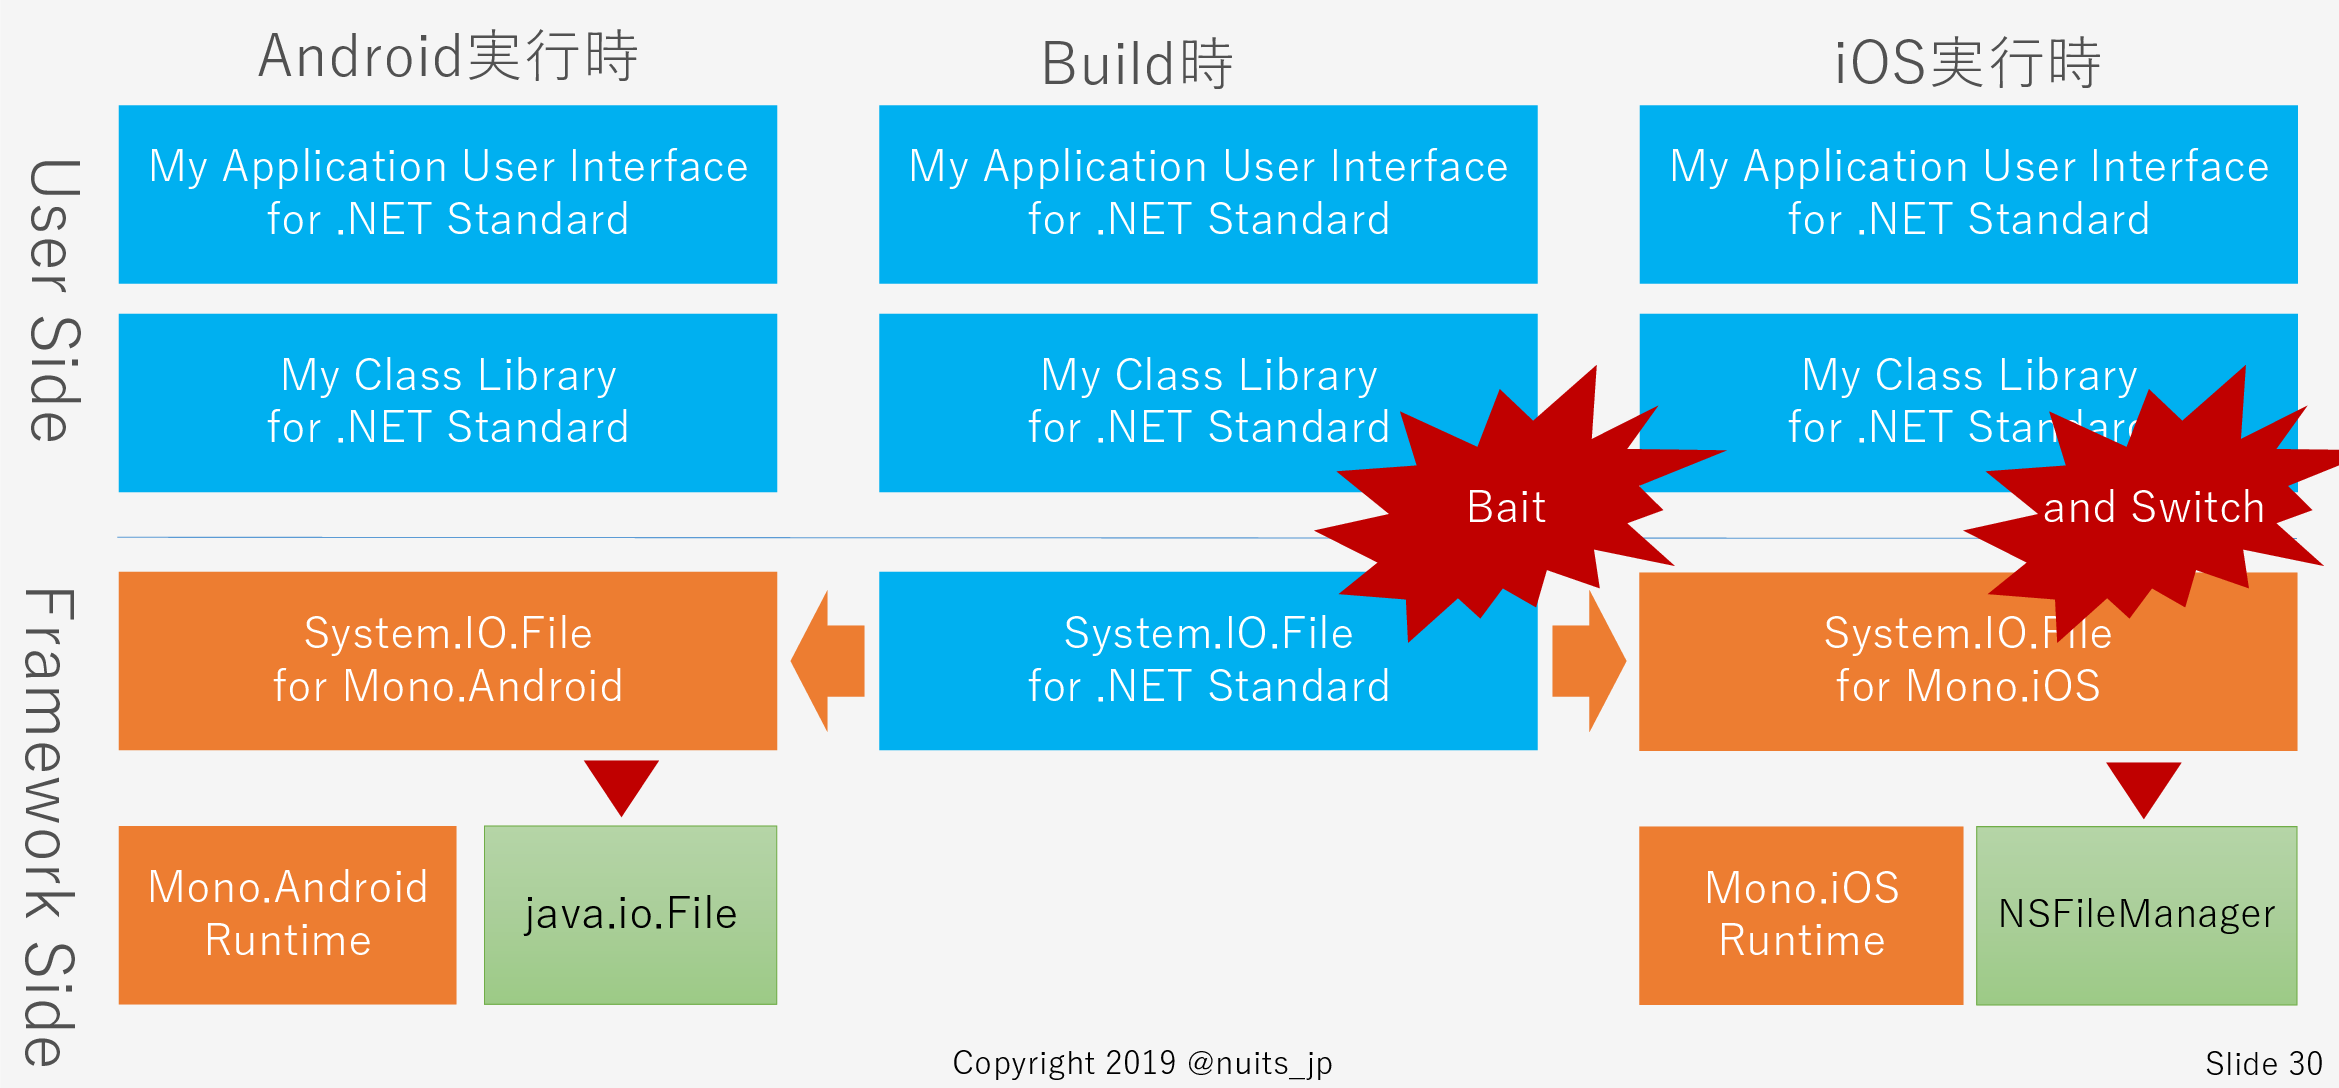 Android実行時
Build時
iOS実行時
User Side
My Application User Interface
for .NET Standard
My Application User Interface
for .NET Standard
My Application User Interface
for .NET Standard
My Class Library
for .NET Standard
My Class Library
for .NET Standard
My Class Library
for .NET Standard
Bait
and Switch
Framework Side
System.IO.File
for Mono.Android
System.IO.File
for .NET Standard
System.IO.File
for Mono.iOS
Mono.Android
Runtime
java.io.File
Mono.iOS
Runtime
NSFileManager
Copyright 2019 @nuits_jp
Slide 30